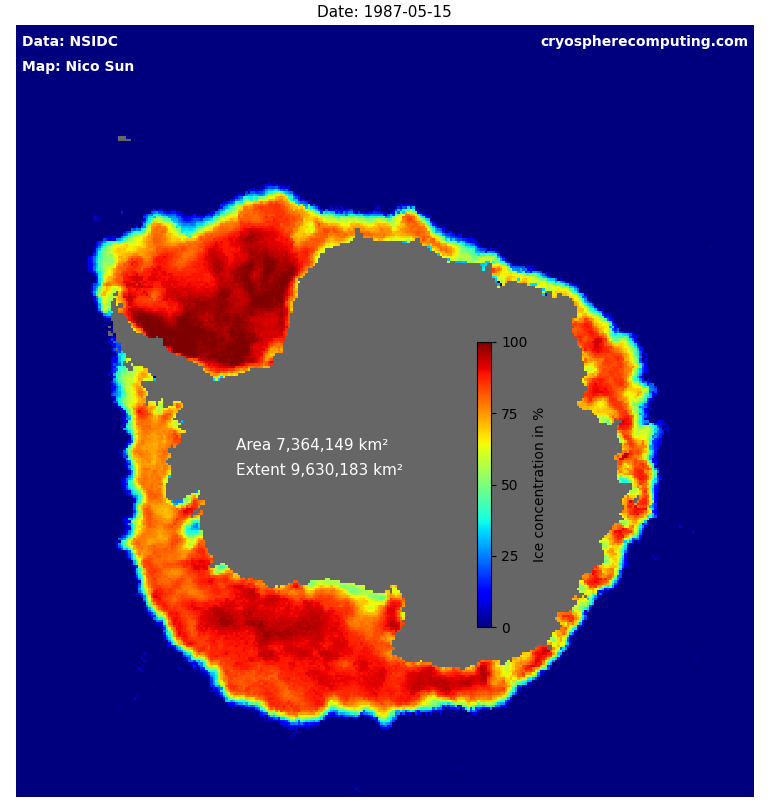 Date: 1987-05-15
Data: NSIDC
cryospherecomputing.com
Map: Nico Sun
100
75
50
25
0
Ice concentration in %
Area 7,364,149 km²
Extent 9,630,183 km²